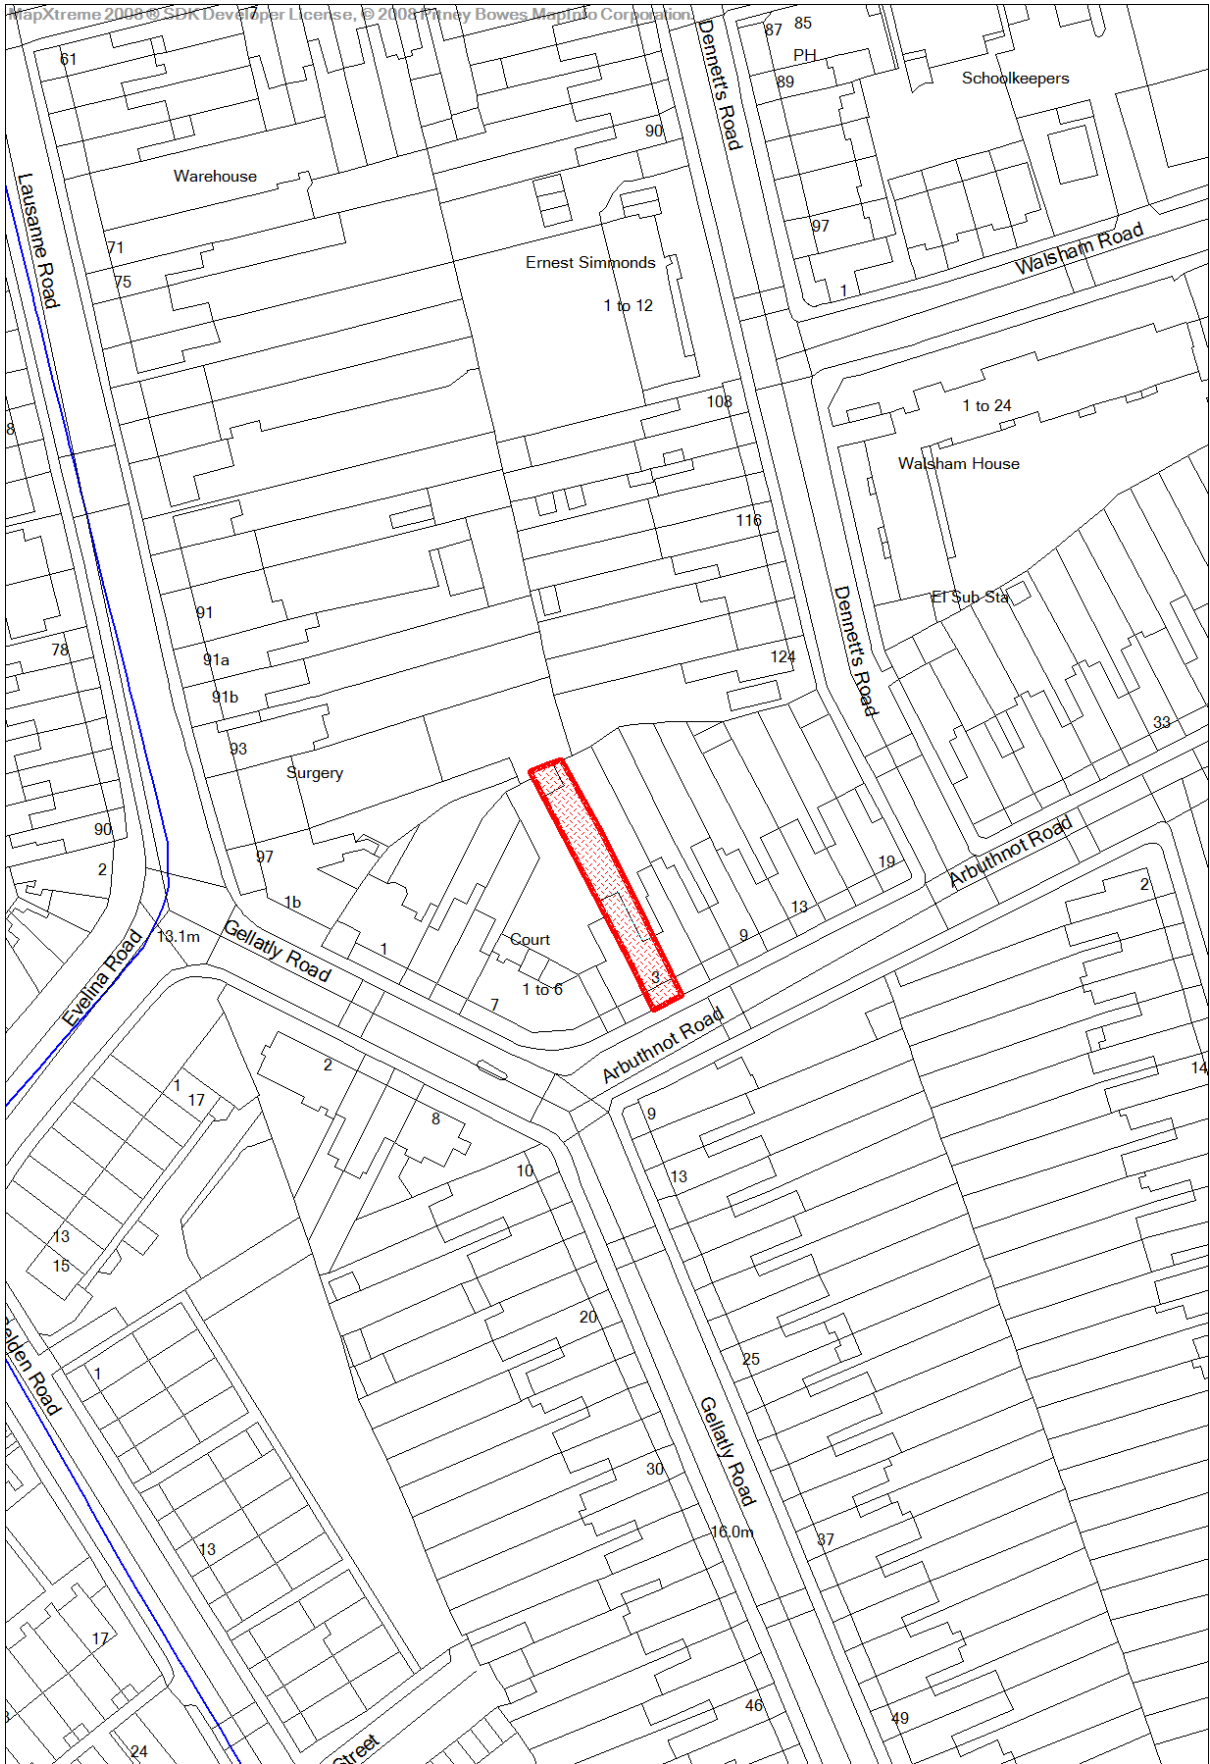 MapXtreme 2008 ® SDK Developer License, © 2008 Pitney Bowes MapInfo Corporation.
7
61
87
85
PH
89
Schoolkeepers
Dennett's Road
90
Warehouse
Lausanne Road
97
71
75
Walsham Road
Ernest Simmonds
1
1 to 12
108
1 to 24
8
Walsham House
116
El Sub Sta
91
Dennett's Road
78
91a
124
91b
33
93
Surgery
90
97
19
Arbuthnot Road
2
2
1b
13
13.1m
Gellatly Road
1
Court
9
Evelina Road
3
1 to 6
7
Arbuthnot Road
2
14
1
17
8
9
10
13
13
15
20
25
elden Road
1
Gellatly Road
30
16.0m
37
13
17
46
49
24
Street